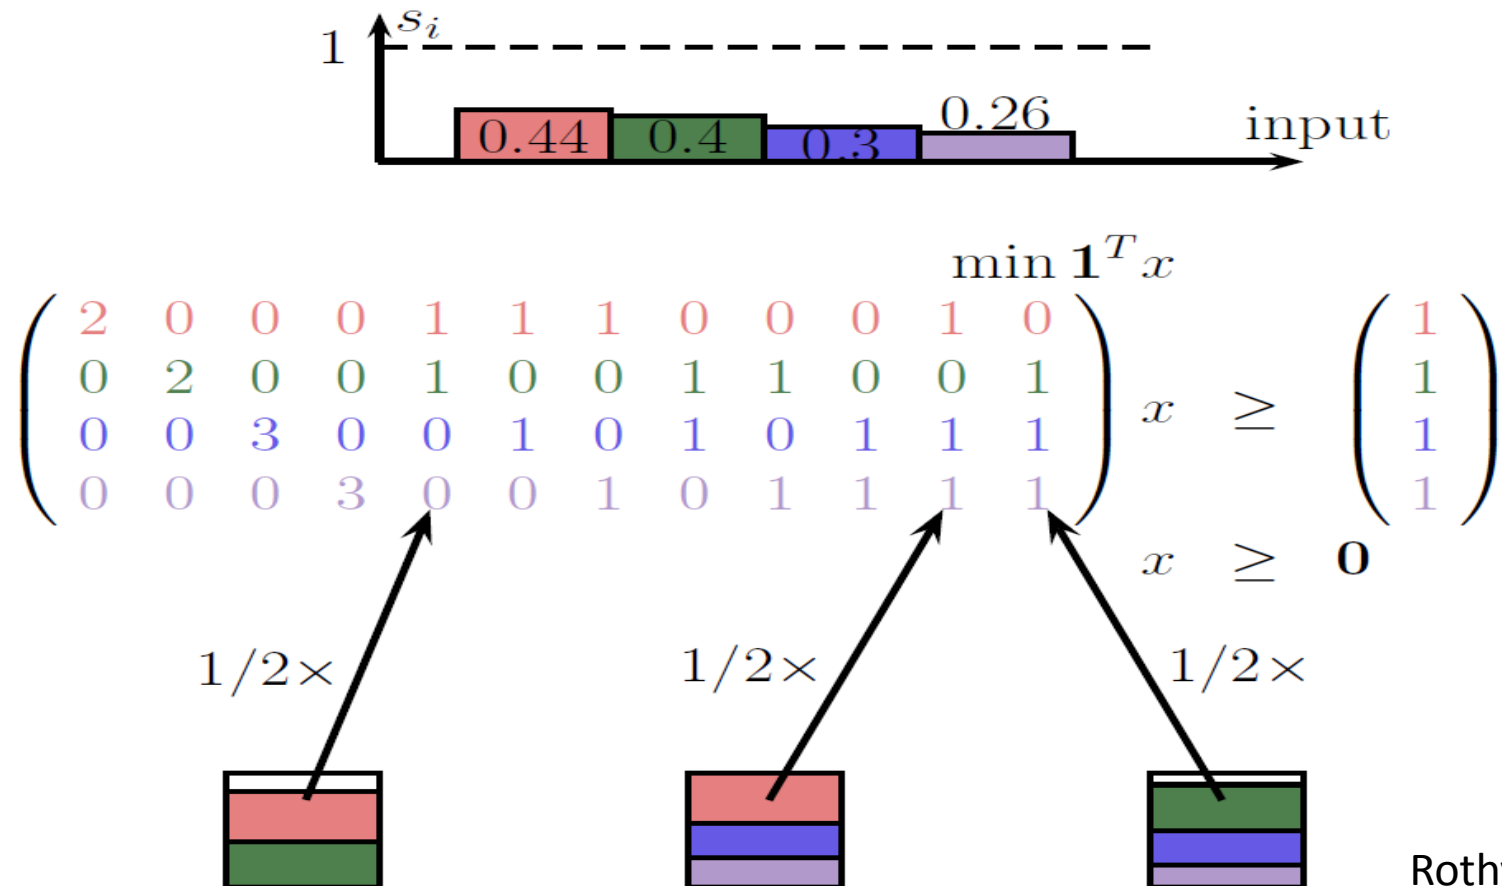 s_i
1
0.44 0.4 0.3 0.26 input
min 𝟏^T x
2 0 0 0 1 1 1 0 0 0 1 0
0 2 0 0 1 0 0 1 1 0 0 1
0 0 3 0 0 1 0 1 0 1 1 1
0 0 0 3 0 0 1 0 1 1 1 1
x ≥
1
1
1
1
x ≥ 𝟎
1/2× 1/2× 1/2×